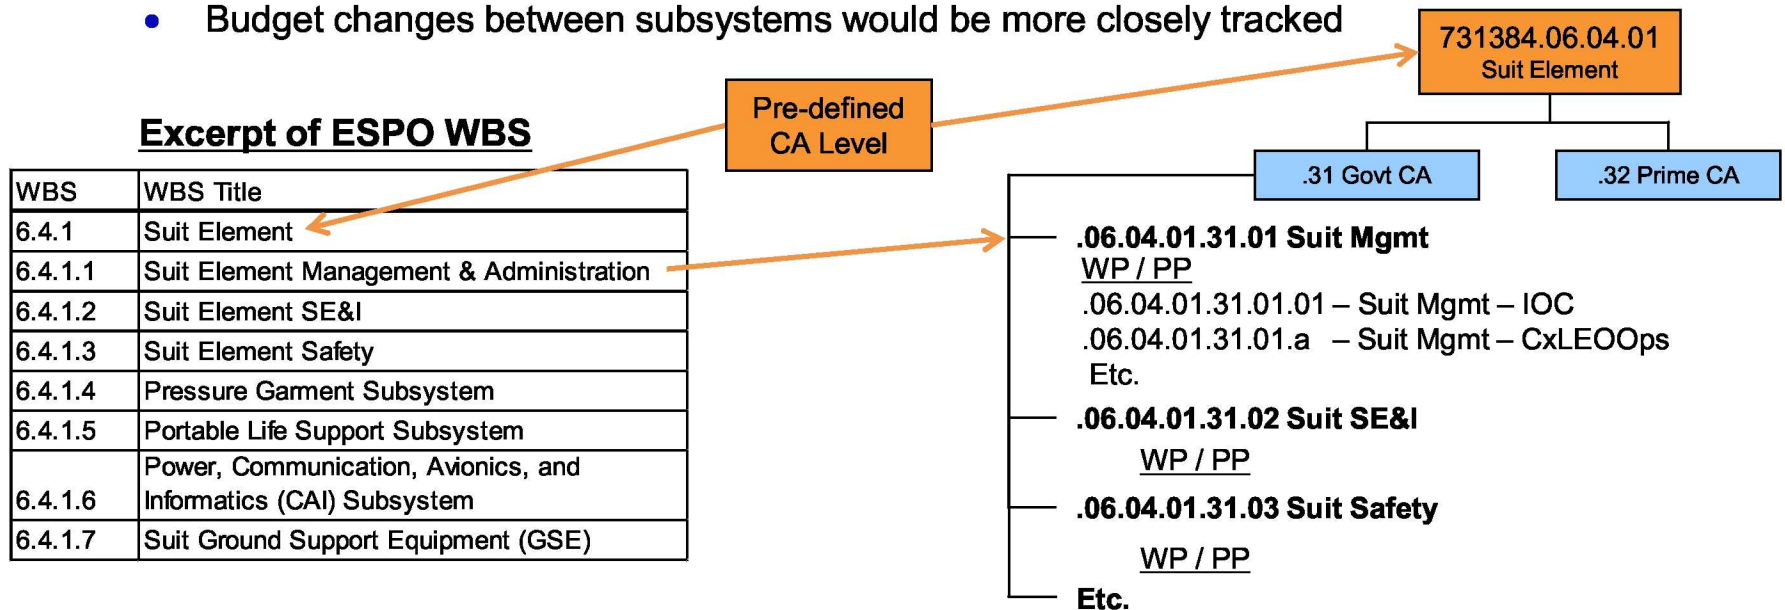 • Budget changes between subsystems would be more closely tracked
731384.06.04.01
Suit Element
Pre-defined
CA Level
Excerpt of ESPO WBS
WBS WBS Title
6.4.1 Suit Element
6.4.1.1 Suit Element Management & Administration
6.4.1.2 Suit Element SE&I
6.4.1.3 Suit Element Safety
6.4.1.4 Pressure Garment Subsystem
6.4.1.5 Portable Life Support Subsystem
Power, Communication, Avionics, and
6.4.1.6 Informatics (CAI) Subsystem
6.4.1.7 Suit Ground Support Equipment (GSE)
.31 Govt CA
.32 Prime CA
.06.04.01.31.01 Suit Mgmt
WP / PP
.06.04.01.31.01.01 – Suit Mgmt – IOC
.06.04.01.31.01.a – Suit Mgmt – CxLEOOps
Etc.
.06.04.01.31.02 Suit SE&I
WP / PP
.06.04.01.31.03 Suit Safety
WP / PP
Etc.